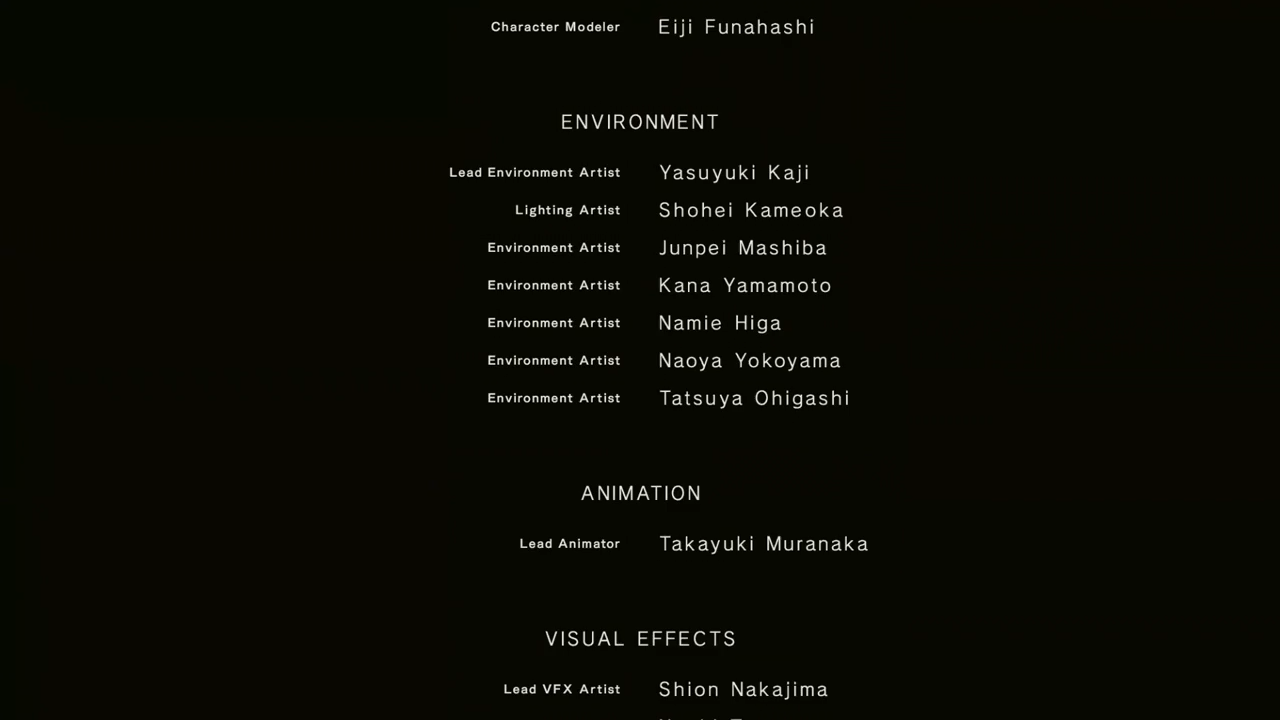 Character Modeler Eiji Funahashi
ENVIRONMENT
Lead Environment Artist Yasuyuki Kaji
Lighting Artist Shohei Kameoka
Environment Artist Junpei Mashiba
Environment Artist Kana Yamamoto
Environment Artist Namie Higa
Environment Artist Naoya Yokoyama
Environment Artist Tatsuya Ohigashi
ANIMATION
Lead Animator Takayuki Muranaka
VISUAL EFFECTS
Lead VFX Artist Shion Nakajima